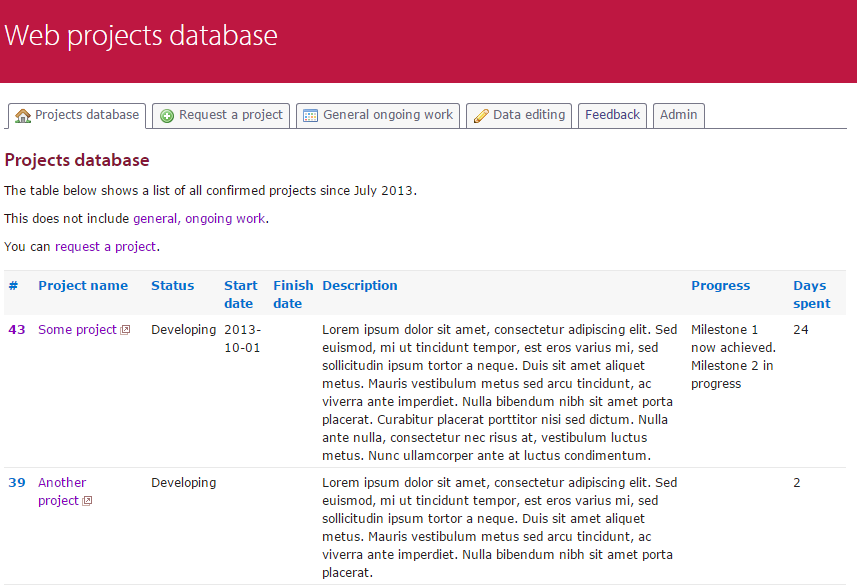 Web projects database
Projects database
Request a project
General ongoing work
Data editing
Feedback
Admin
Projects database
The table below shows a list of all confirmed projects since July 2013.
This does not include general, ongoing work.
You can request a project.
# Project name Status Start date Finish date Description Progress Days spent
43 Some project Developing 2013-10-01
Lorem ipsum dolor sit amet, consectetur adipiscing elit. Sed
euismod, mi ut tincidunt tempor, est eros varius mi, sed
sollicitudin ipsum tortor a neque. Duis sit amet aliquet
metus. Mauris vestibulum metus sed arcu tincidunt, ac
viverra ante imperdiet. Nulla bibendum nibh sit amet porta
placerat. Curabitur placerat porttitor nisi sed dictum. Nulla
ante nulla, consectetur nec risus at, vestibulum luctus
metus. Nunc ullamcorper ante at luctus condimentum.
Milestone 1
now achieved.
Milestone 2 in
progress
24
39 Another project Developing
Lorem ipsum dolor sit amet, consectetur adipiscing elit. Sed
euismod, mi ut tincidunt tempor, est eros varius mi, sed
sollicitudin ipsum tortor a neque. Duis sit amet aliquet
metus. Mauris vestibulum metus sed arcu tincidunt, ac
viverra ante imperdiet. Nulla bibendum nibh sit amet porta
placerat.
2